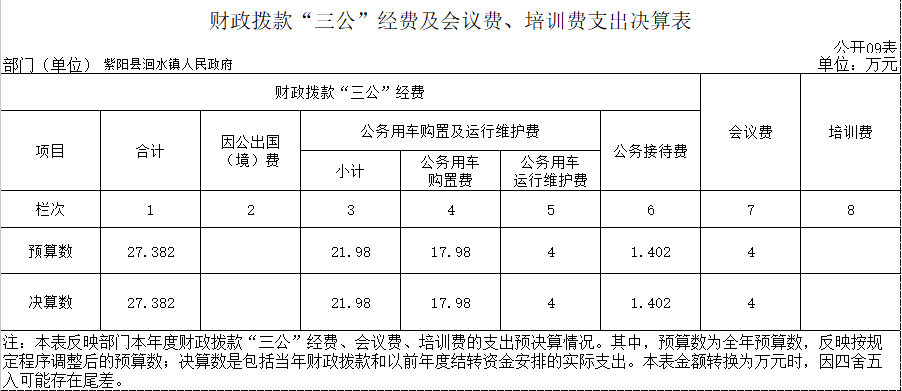 财政拨款“三公”经费及会议费、培训费支出决算表
公开09表
部门（单位） 紫阳县洄水镇人民政府 单位：万元
财政拨款“三公”经费
项目 合计 因公出国（境）费 公务用车购置及运行维护费 公务接待费 会议费 培训费
小计 公务用车购置费 公务用车运行维护费
栏次 1 2 3 4 5 6 7 8
预算数 27.382 21.98 17.98 4 1.402 4
决算数 27.382 21.98 17.98 4 1.402 4
注：本表反映部门本年度财政拨款“三公”经费、会议费、培训费的支出预决算情况。其中，预算数为全年预算数，反映按规
定程序调整后的预算数；决算数是包括当年财政拨款和以前年度结转资金安排的实际支出。本表金额转换为万元时，因四舍五
入可能存在尾差。